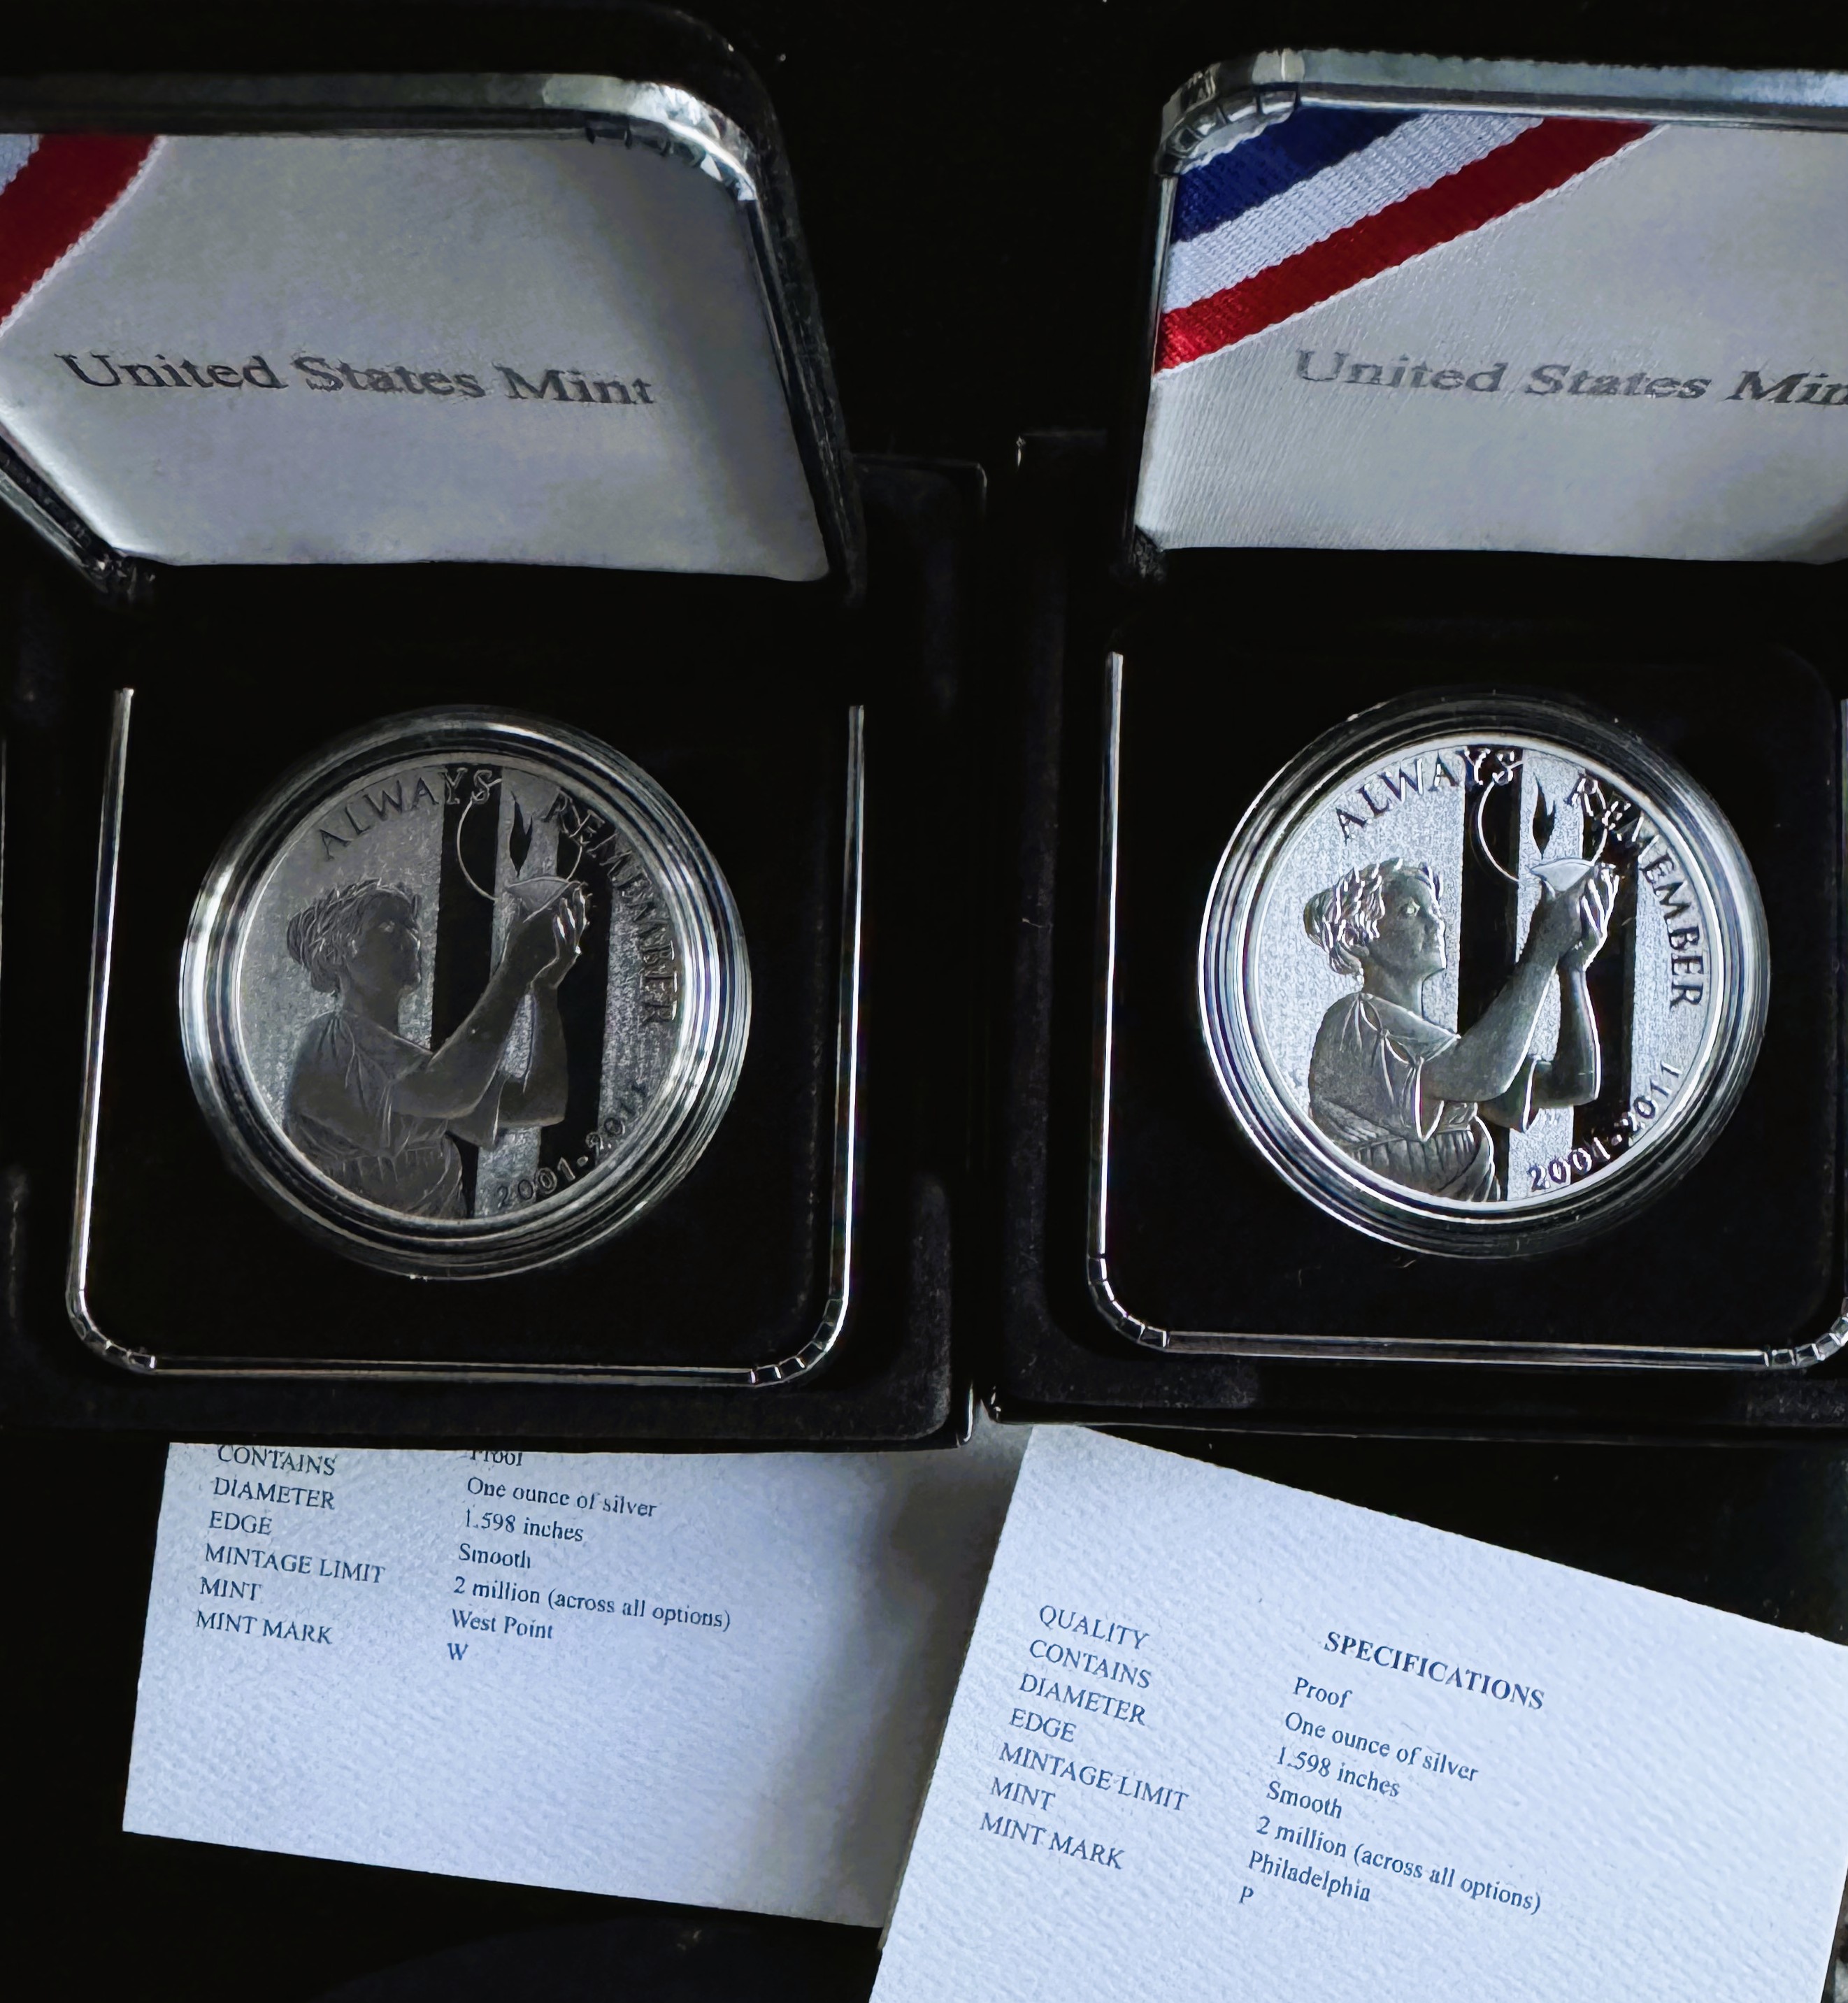 United States Mint
United States Min
ALWAYS REMEMBER
2001-2011
ALWAYS REMEMBER
2001-2011
Proof
CONTAINS One ounce of silver
DIAMETER 1.598 inches
EDGE Smooth
MINTAGE LIMIT 2 million (across all options)
MINT West Point
MINT MARK W
SPECIFICATIONS
QUALITY Proof
CONTAINS One ounce of silver
DIAMETER 1.598 inches
EDGE Smooth
MINTAGE LIMIT 2 million (across all options)
MINT Philadelphia
MINT MARK P